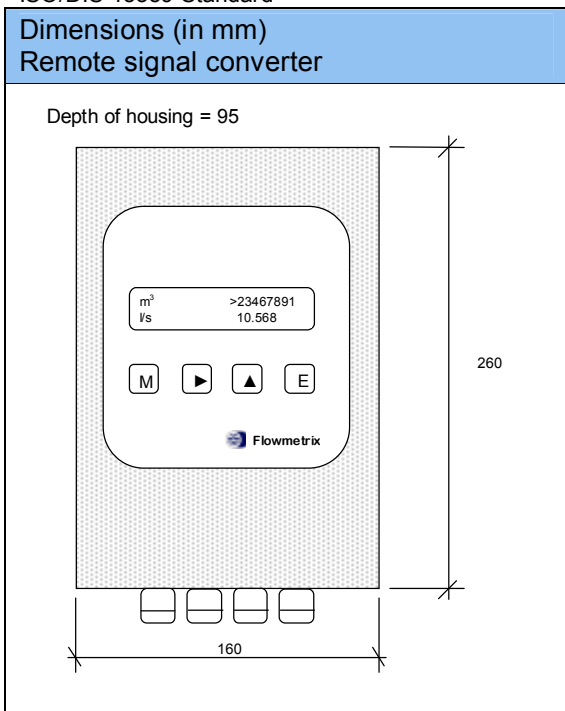 Dimensions (in mm)
Remote signal converter
Depth of housing = 95
m³ >23467891
l/s 10.568
M ► ▲ E
Flowmetrix
260
160